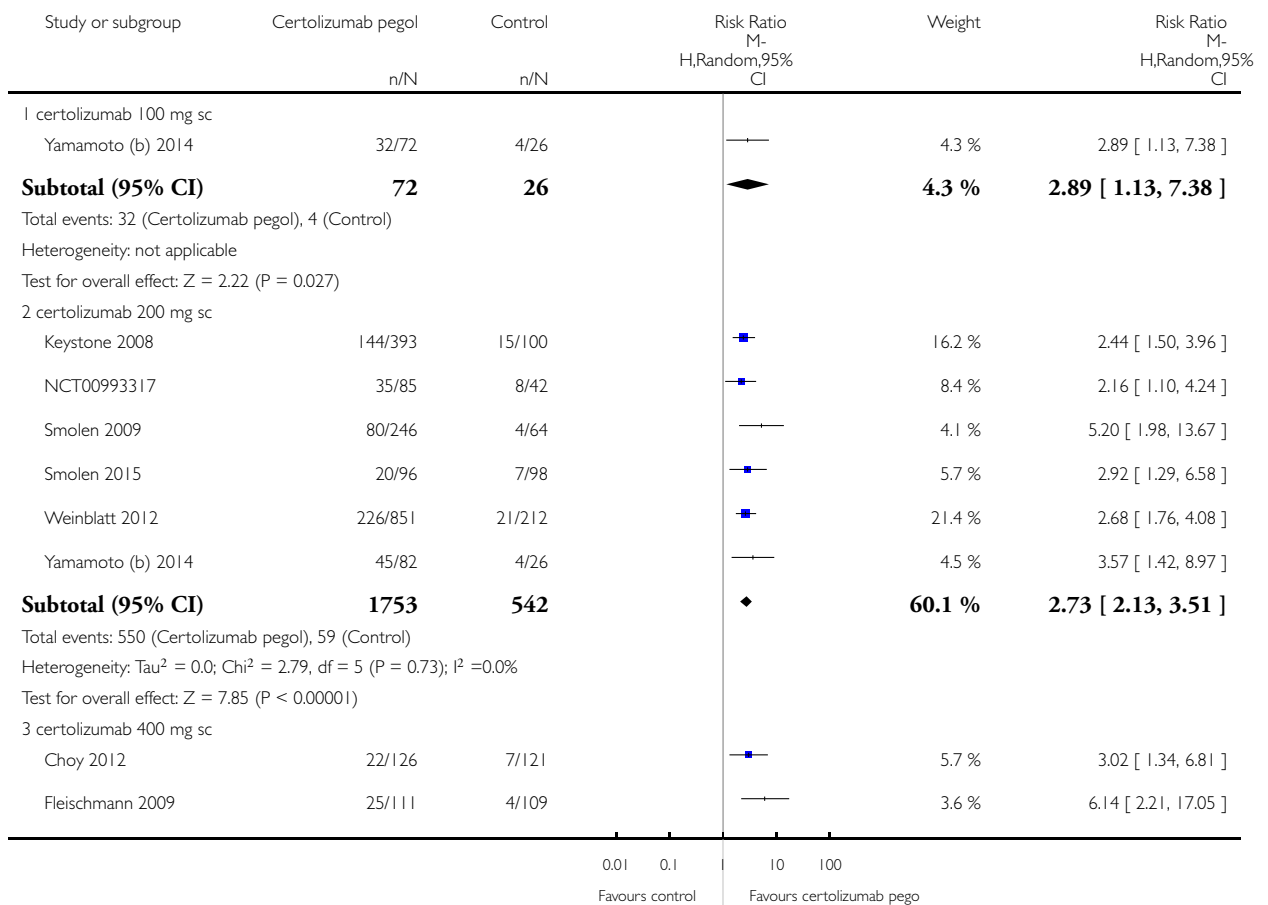 Study or subgroup Certolizumab pegol Control Risk Ratio Weight Risk Ratio
M- M-
H,Random,95% H,Random,95%
n/N n/N CI CI
1 certolizumab 100 mg sc
Yamamoto (b) 2014 32/72 4/26 4.3 % 2.89 [ 1.13, 7.38 ]
Subtotal (95% CI) 72 26 4.3 % 2.89 [ 1.13, 7.38 ]
Total events: 32 (Certolizumab pegol), 4 (Control)
Heterogeneity: not applicable
Test for overall effect: Z = 2.22 (P = 0.027)
2 certolizumab 200 mg sc
Keystone 2008 144/393 15/100 16.2 % 2.44 [ 1.50, 3.96 ]
NCT00993317 35/85 8/42 8.4 % 2.16 [ 1.10, 4.24 ]
Smolen 2009 80/246 4/64 4.1 % 5.20 [ 1.98, 13.67 ]
Smolen 2015 20/96 7/98 5.7 % 2.92 [ 1.29, 6.58 ]
Weinblatt 2012 226/851 21/212 21.4 % 2.68 [ 1.76, 4.08 ]
Yamamoto (b) 2014 45/82 4/26 4.5 % 3.57 [ 1.42, 8.97 ]
Subtotal (95% CI) 1753 542 60.1 % 2.73 [ 2.13, 3.51 ]
Total events: 550 (Certolizumab pegol), 59 (Control)
Heterogeneity: Tau² = 0.0; Chi² = 2.79, df = 5 (P = 0.73); I² =0.0%
Test for overall effect: Z = 7.85 (P < 0.00001)
3 certolizumab 400 mg sc
Choy 2012 22/126 7/121 5.7 % 3.02 [ 1.34, 6.81 ]
Fleischmann 2009 25/111 4/109 3.6 % 6.14 [ 2.21, 17.05 ]
0.01 0.1 1 10 100
Favours control Favours certolizumab pego